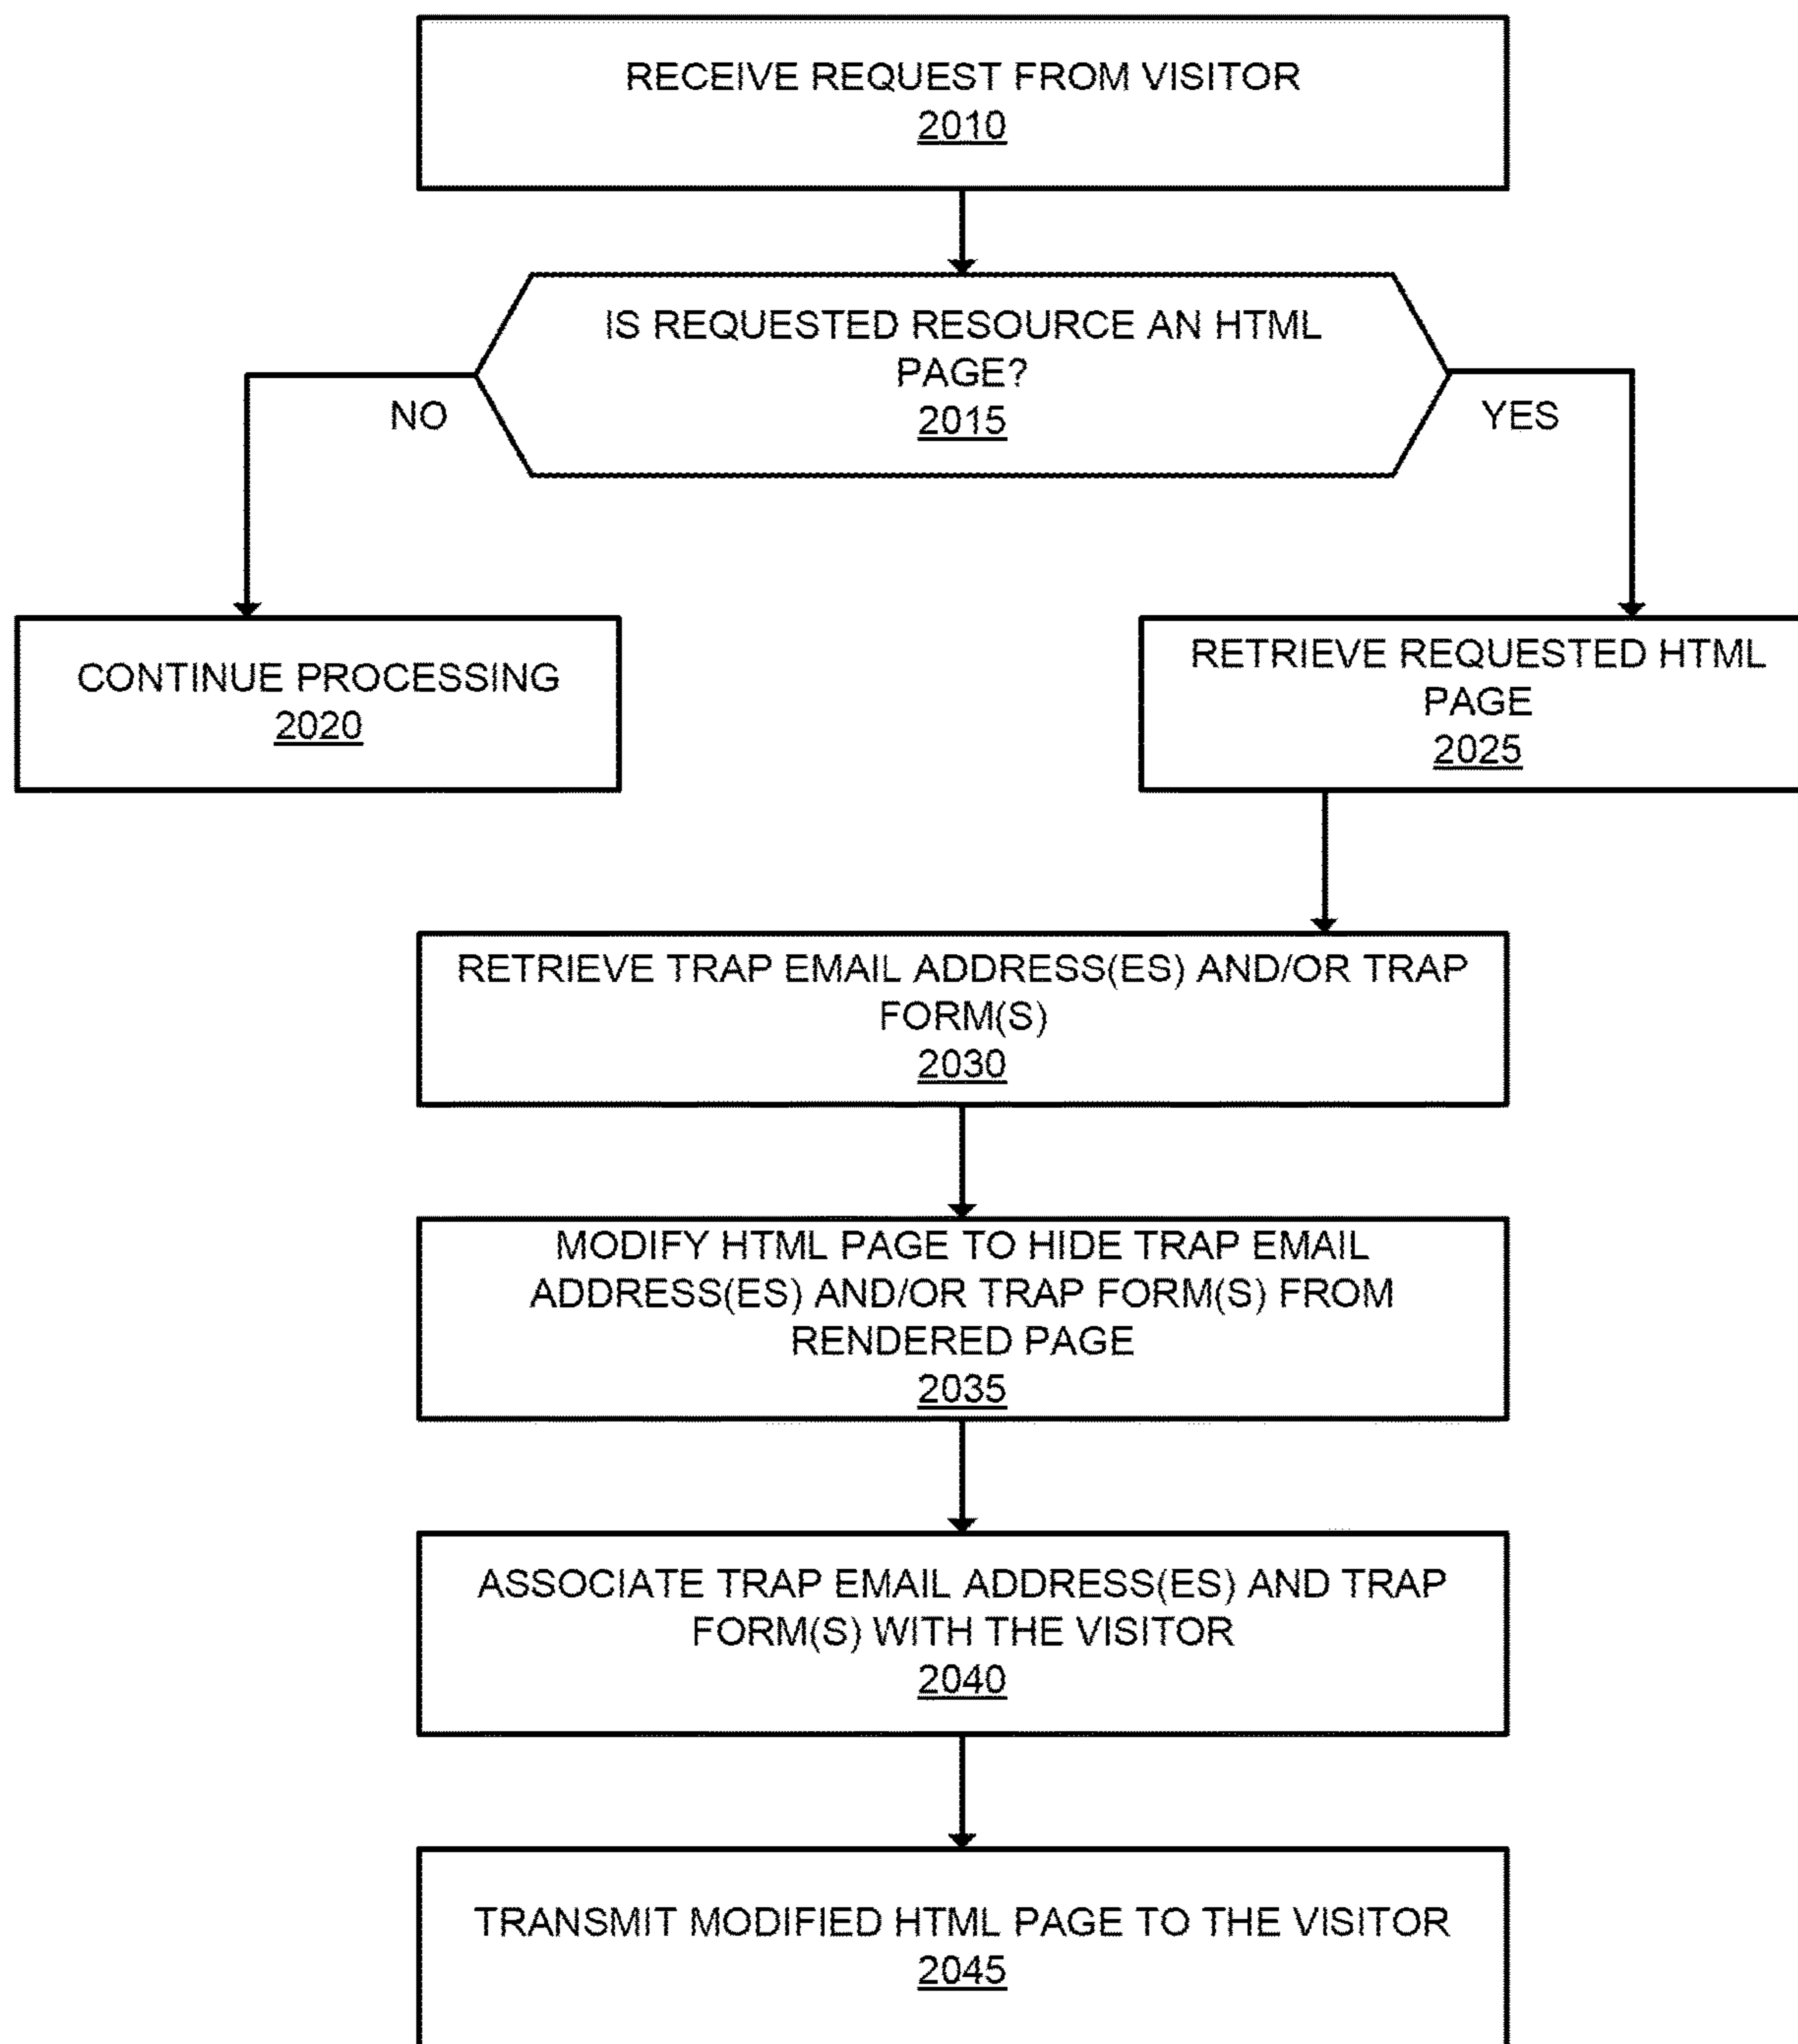 RECEIVE REQUEST FROM VISITOR
2010
IS REQUESTED RESOURCE AN HTML
PAGE?
2015
NO
YES
CONTINUE PROCESSING
2020
RETRIEVE REQUESTED HTML
PAGE
2025
RETRIEVE TRAP EMAIL ADDRESS(ES) AND/OR TRAP
FORM(S)
2030
MODIFY HTML PAGE TO HIDE TRAP EMAIL
ADDRESS(ES) AND/OR TRAP FORM(S) FROM
RENDERED PAGE
2035
ASSOCIATE TRAP EMAIL ADDRESS(ES) AND TRAP
FORM(S) WITH THE VISITOR
2040
TRANSMIT MODIFIED HTML PAGE TO THE VISITOR
2045